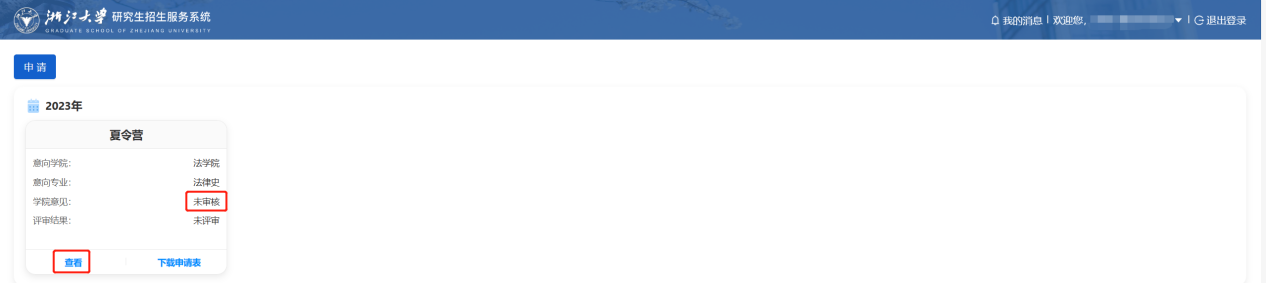 浙江大学 研究生招生服务系统
GRADUATE SCHOOL OF ZHEJIANG UNIVERSITY
我的消息 | 欢迎您, | 退出登录
申 请
2023年
夏令营
意向学院: 法学院
意向专业: 法律史
学院意见: 未审核
评审结果: 未评审
查看 下载申请表